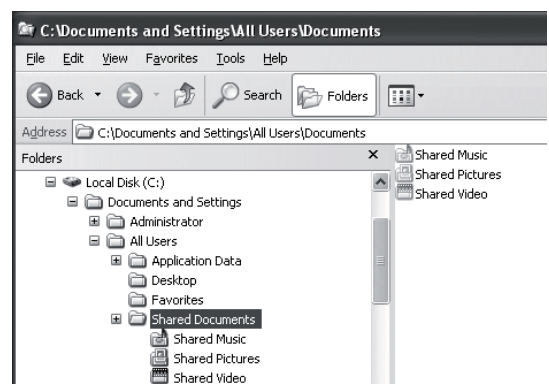 C:\Documents and Settings\All Users\Documents
File Edit View Favorites Tools Help
Back Search Folders
Address C:\Documents and Settings\All Users\Documents
Folders
Local Disk (C:)
Documents and Settings
Administrator
All Users
Application Data
Desktop
Favorites
Shared Documents
Shared Music
Shared Pictures
Shared Video
Shared Music
Shared Pictures
Shared Video